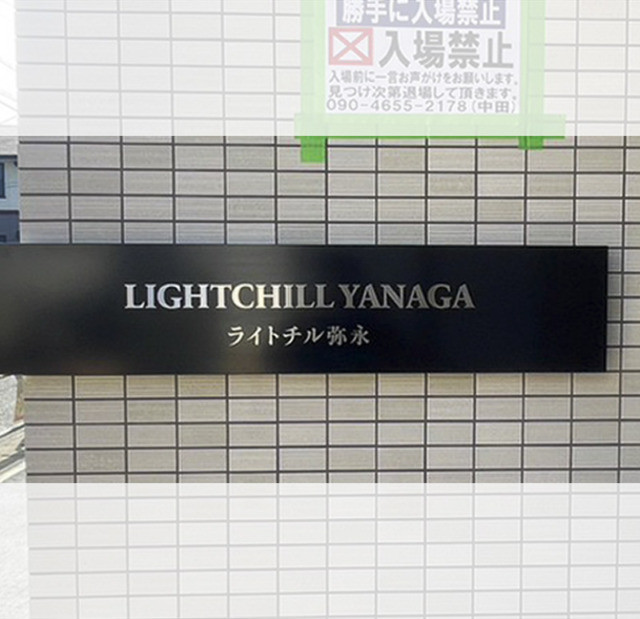 勝手に入場禁止
入場禁止
入場前に一言お声がけをお願いします。
見つけ次第退場して頂きます。
090-4655-2178(中田)
LIGHTCHILL YANAGA
ライトチル弥永